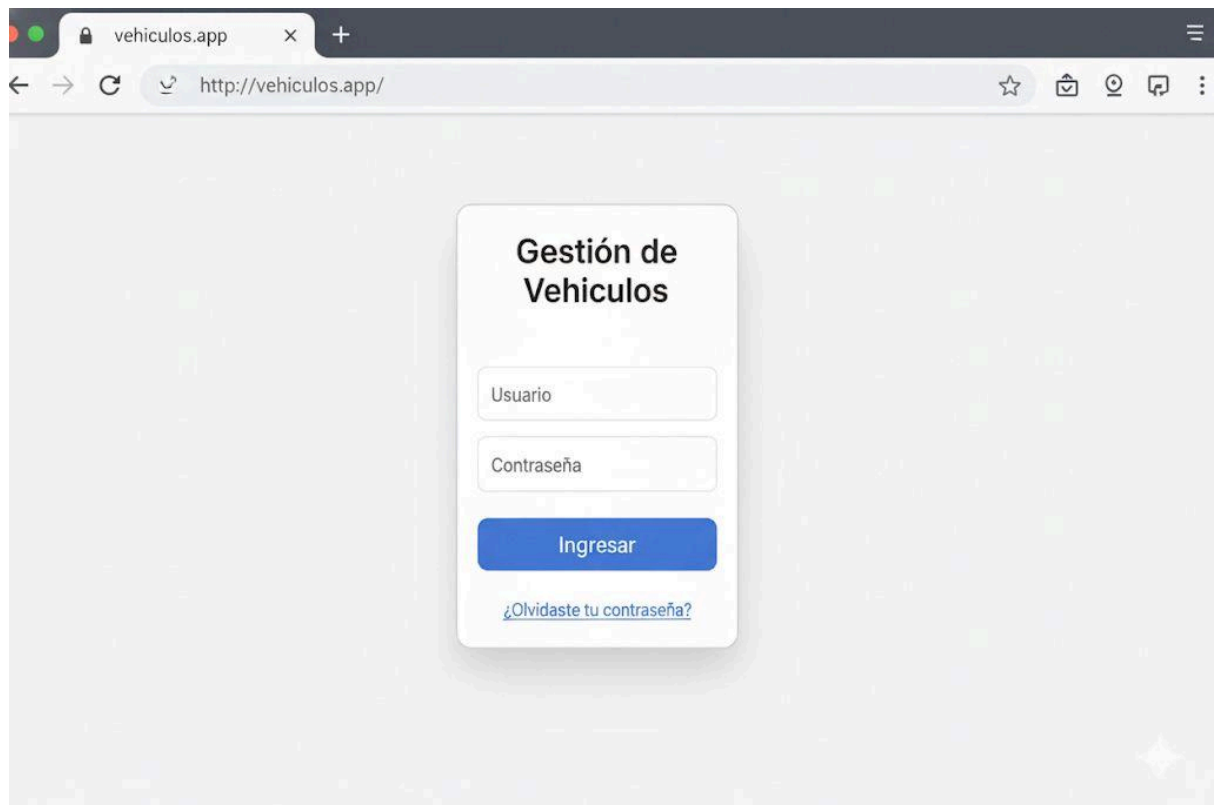 vehiculos.app
http://vehiculos.app/
Gestión de
Vehiculos
Usuario
Contraseña
Ingresar
¿Olvidaste tu contraseña?